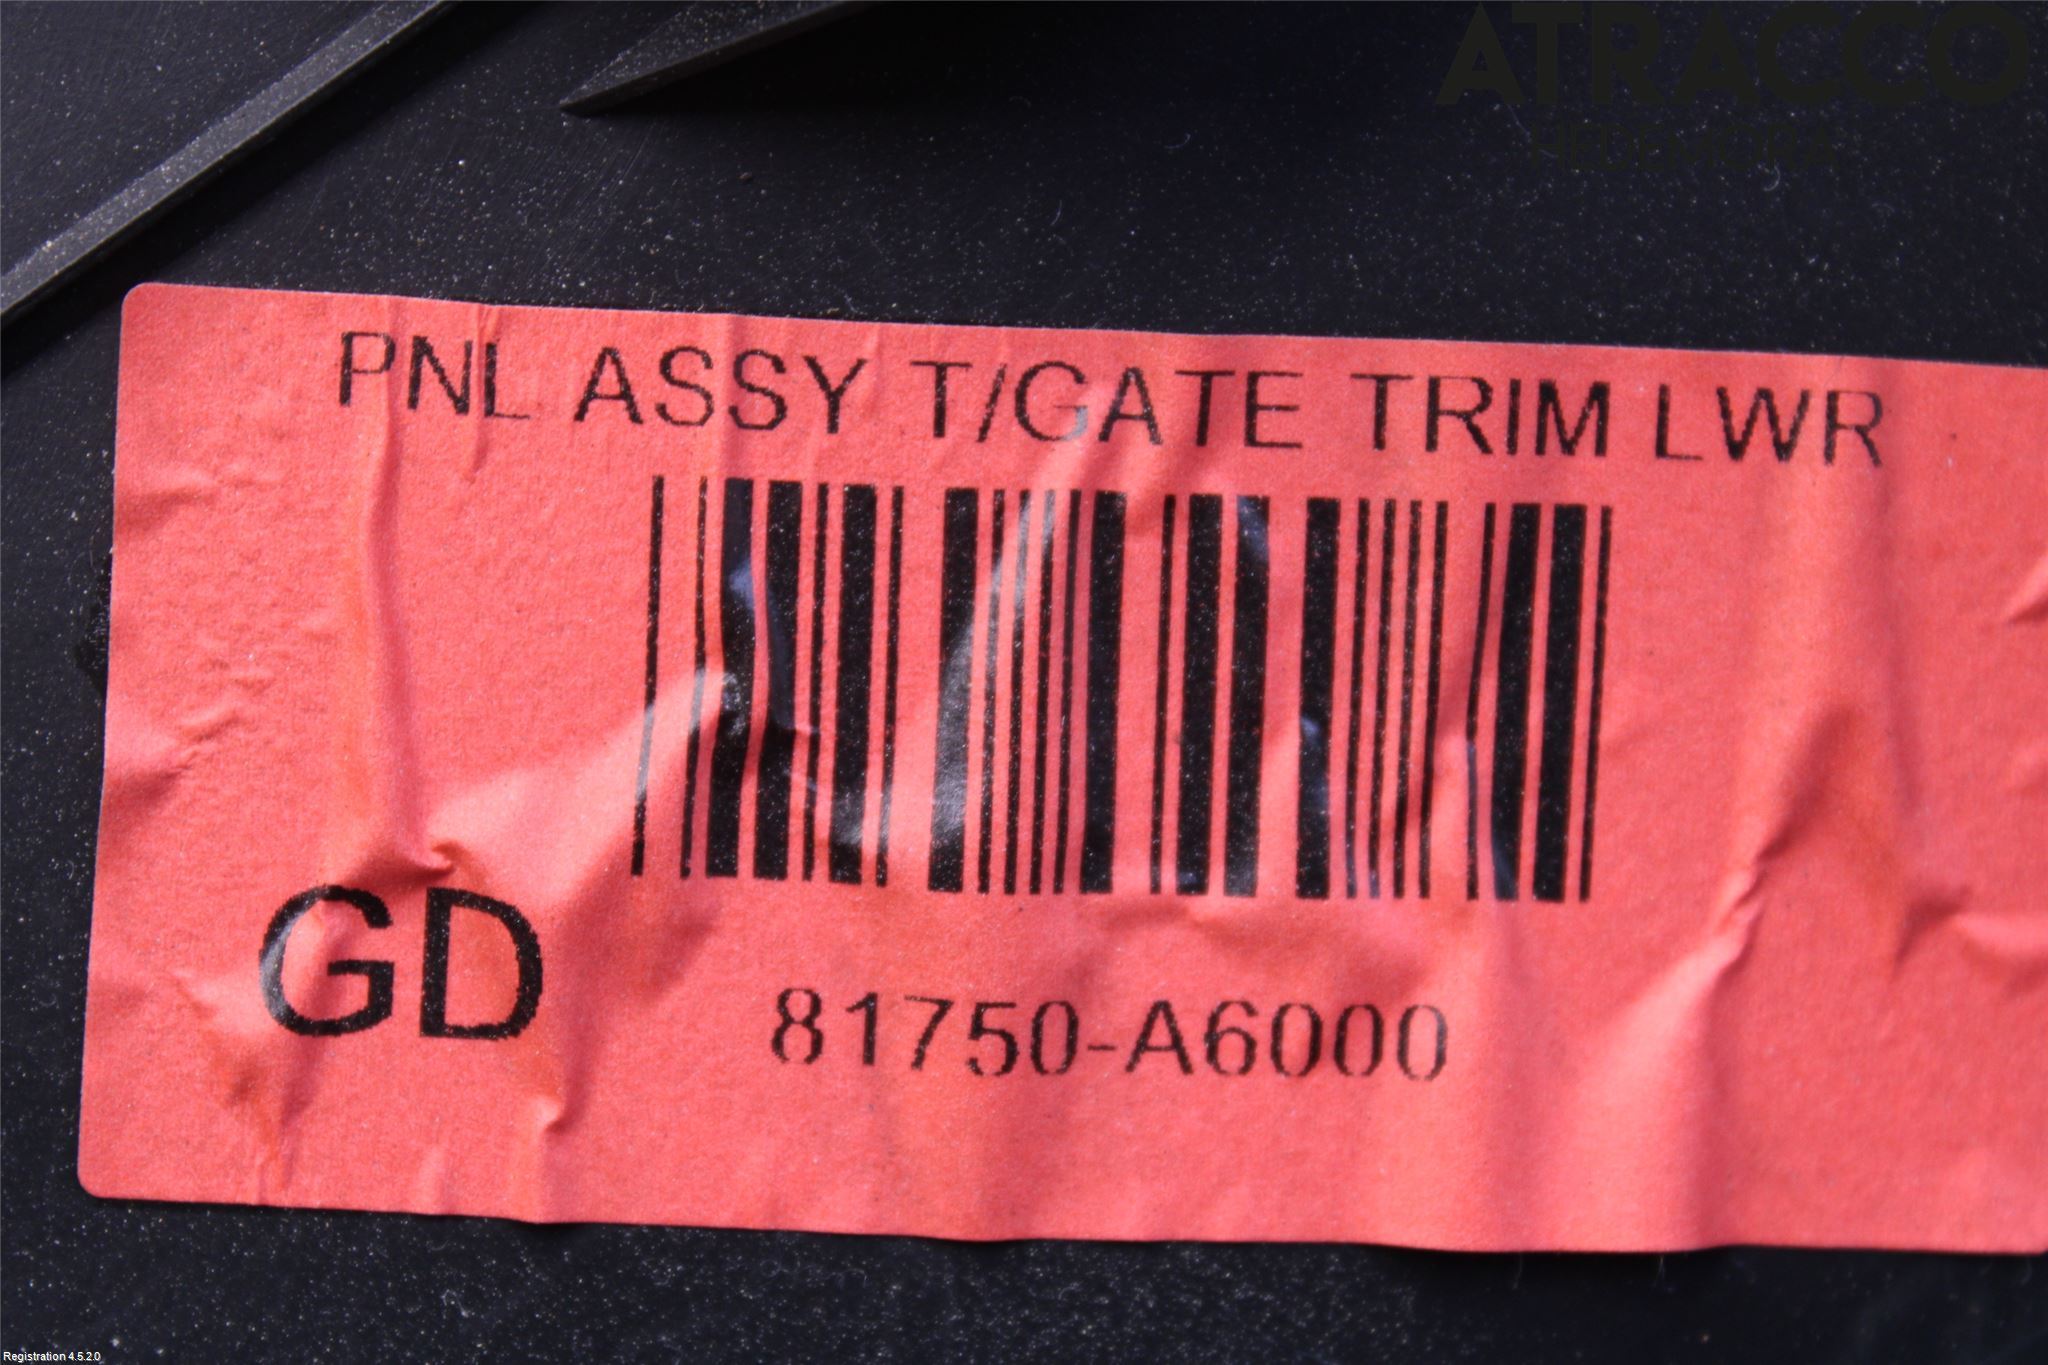 ATRACCO
HEDEMORA
PNL ASSY T/GATE TRIM LWR
GD
81750-A6000
Registration 4.5.2.0